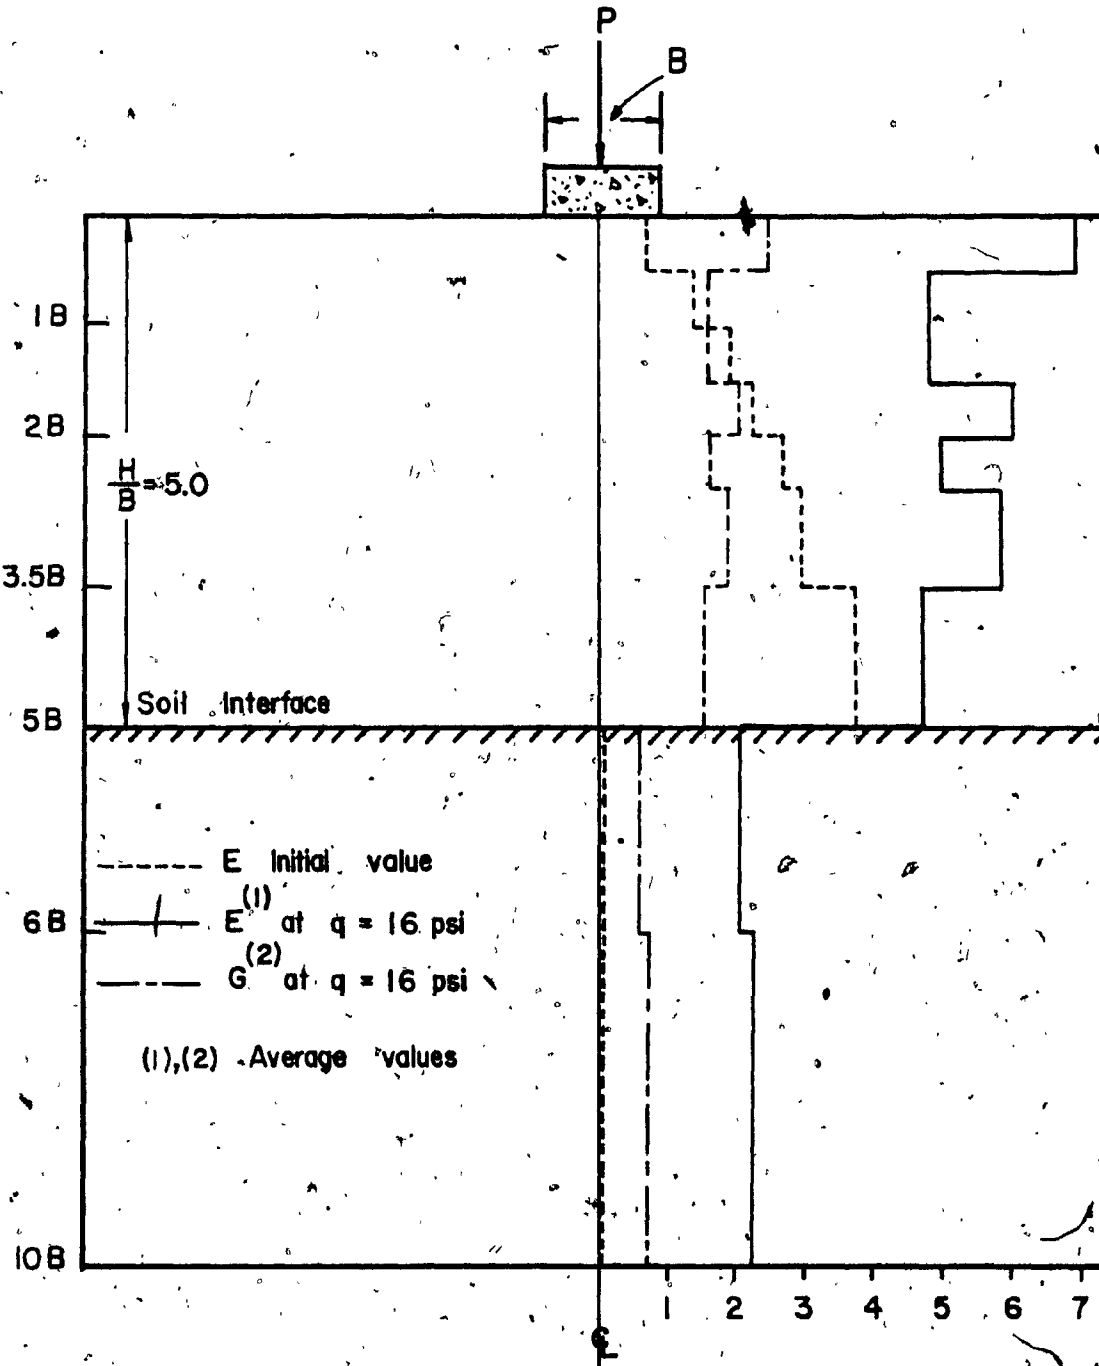 P
B
1B
2B
H/B = 5.0
3.5B
Soil Interface
5B
E Initial value
E(1) at q = 16 psi
6B
G(2) at q = 16 psi
(1),(2) Average values
10B
1 2 3 4 5 6 7
℄